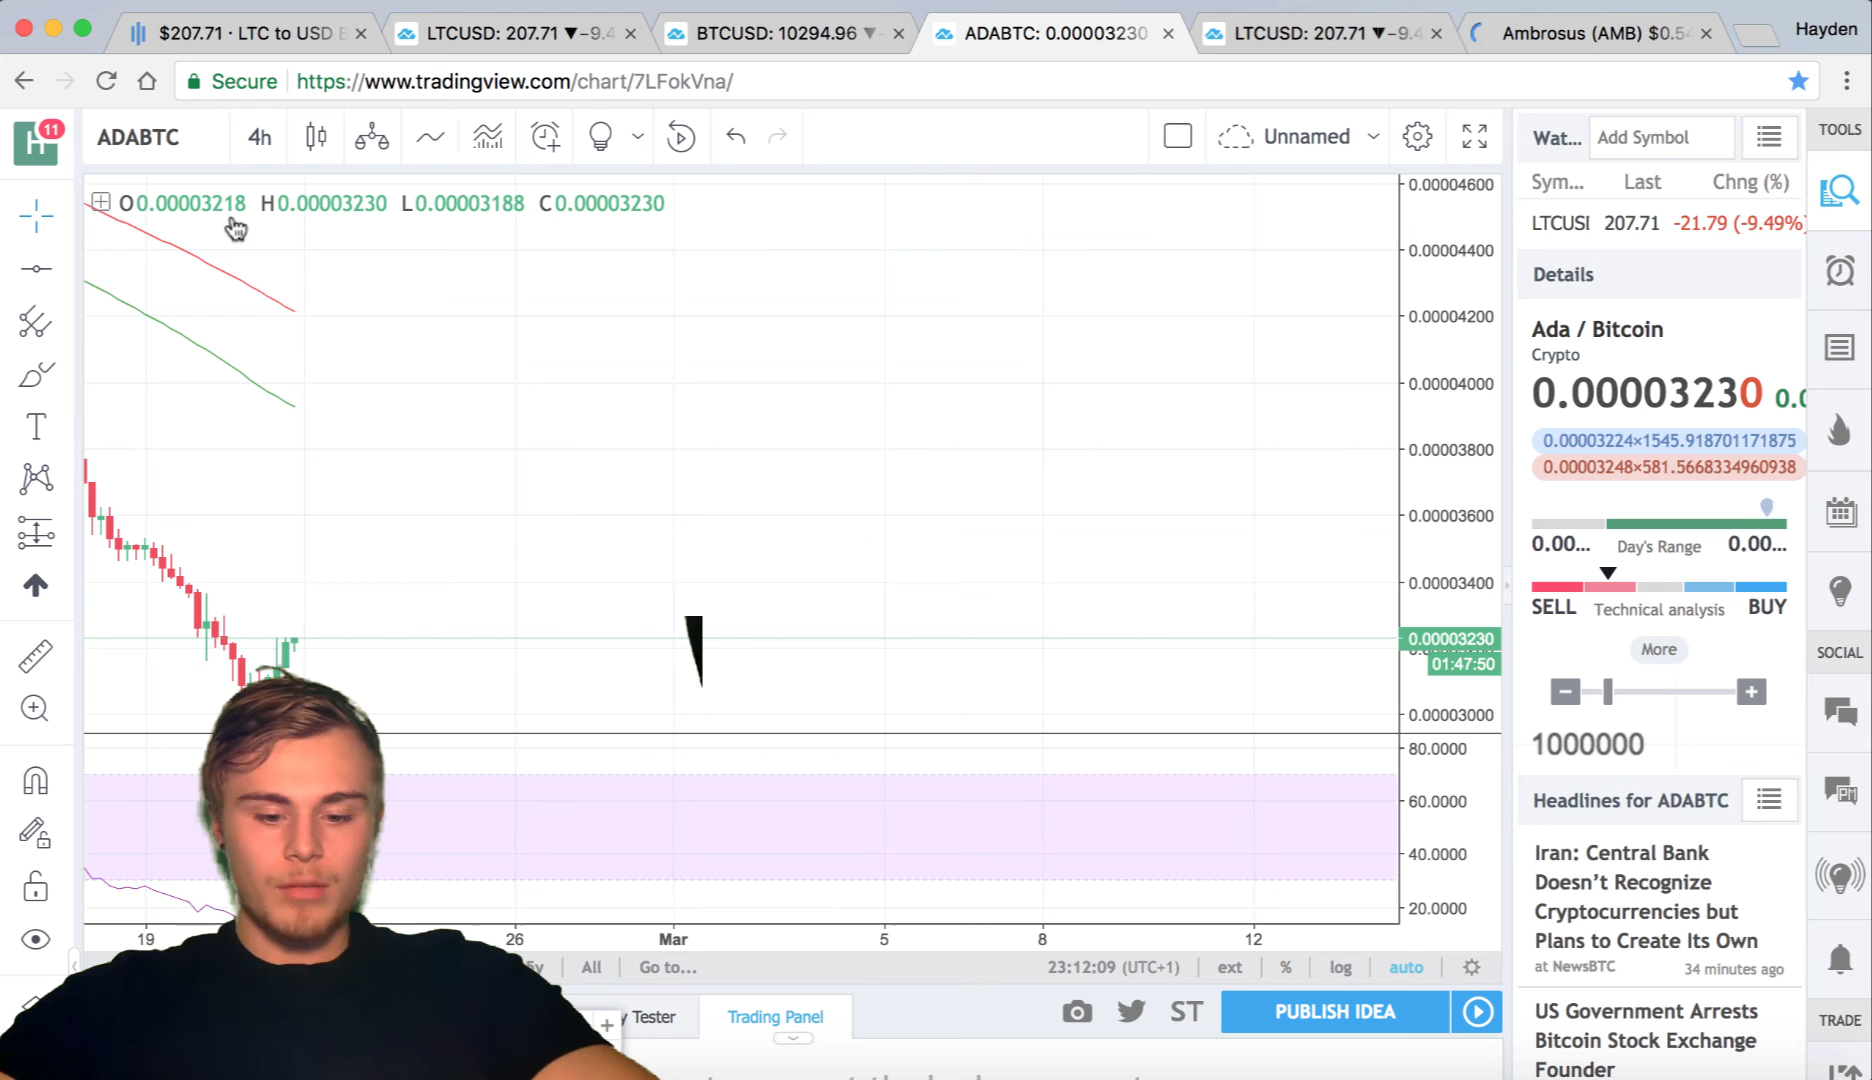 $207.71 · LTC to USD
LTCUSD: 207.71 ▼−9.4
BTCUSD: 10294.96 ▼
ADABTC: 0.00003230
LTCUSD: 207.71 ▼−9.4
Ambrosus (AMB) $0.54
Hayden
Secure https://www.tradingview.com/chart/7LFokVna/
H 11
ADABTC 4h
Unnamed
Wat... Add Symbol
TOOLS
O0.00003218 H0.00003230 L0.00003188 C0.00003230
Sym... Last Chng (%)
LTCUSI 207.71 -21.79 (-9.49%)
Details
Ada / Bitcoin
Crypto
0.00003230 0.0
0.00003224×1545.918701171875
0.00003248×581.5668334960938
0.00... Day's Range 0.00...
SELL Technical analysis BUY
More
SOCIAL
1000000
Headlines for ADABTC
PM
Iran: Central Bank
Doesn’t Recognize
Cryptocurrencies but
Plans to Create Its Own
at NewsBTC 34 minutes ago
US Government Arrests
Bitcoin Stock Exchange
Founder
TRADE
0.00004600
0.00004400
0.00004200
0.00004000
0.00003800
0.00003600
0.00003400
0.00003230
01:47:50
0.00003000
80.0000
60.0000
40.0000
20.0000
19 26 Mar 5 8 12
5y All Go to... 23:12:09 (UTC+1) ext % log auto
y Tester Trading Panel ST PUBLISH IDEA